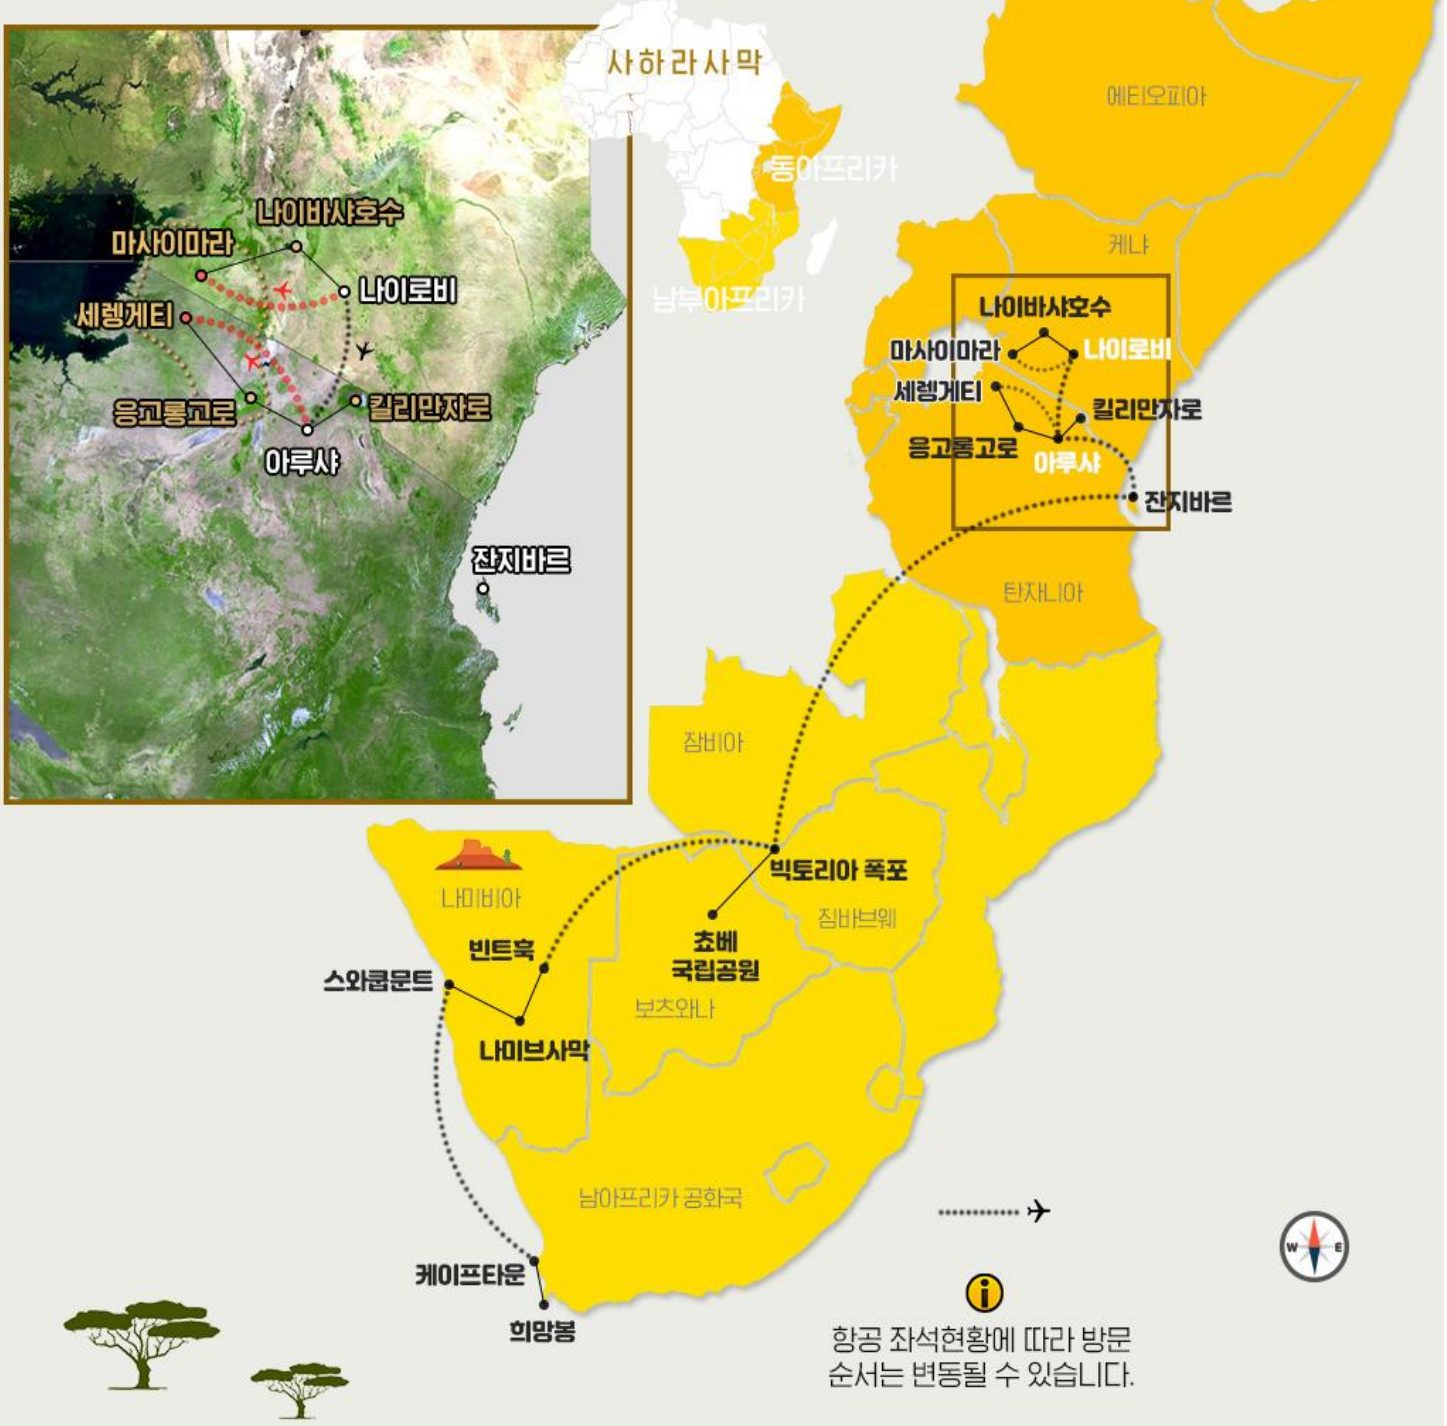 사하라사막
동아프리카
남부아프리카
나이바샤호수
마사이마라
나이로비
세렝게티
응고롱고로
킬리만자로
아루샤
잔지바르
에티오피아
케냐
나이바샤호수
마사이마라
나이로비
세렝게티
킬리만자로
응고롱고로
아루샤
잔지바르
탄자니아
잠비아
빅토리아 폭포
짐바브웨
나미비아
빈트훅
쵸베
국립공원
스와콥문트
보츠와나
나미브사막
남아프리카 공화국
케이프타운
희망봉
W E
i
항공 좌석현황에 따라 방문
순서는 변동될 수 있습니다.